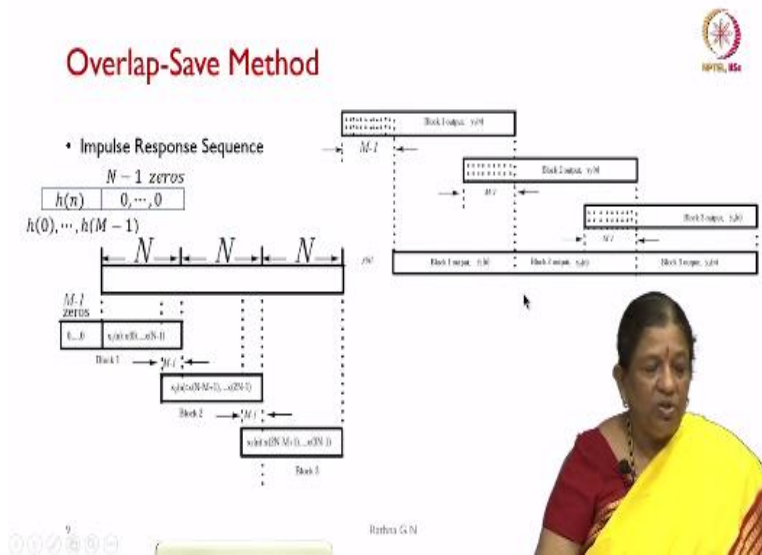 Overlap-Save Method
NPTEL, IISc
• Impulse Response Sequence
N − 1 zeros
h(n) 0,⋯,0
h(0),⋯,h(M − 1)
N N N
M-1
zeros
0,...,0
Block 1
M-1
Block 2
M-1
Block 3
Block 1 output,
M-1
Block 2 output,
Block 3 output,
Block 1 output,
Block 2 output,
Block 3 output,
9
Rathna G N